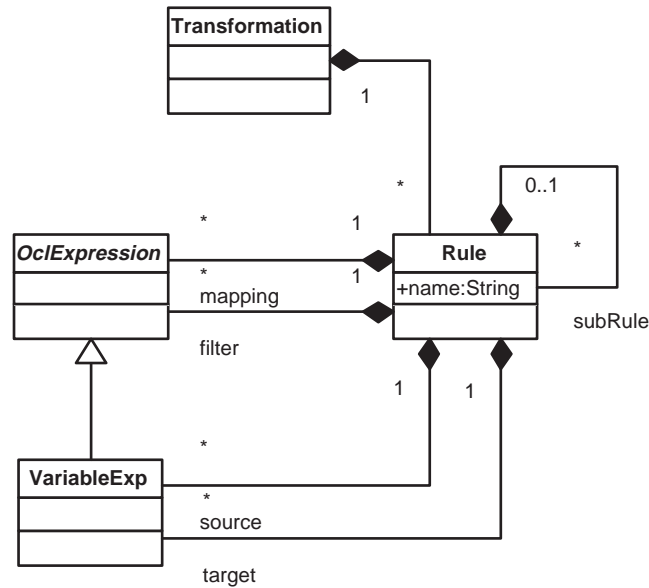 Transformation
1
*
0..1
*
1
OclExpression
Rule
*
*
1
+name:String
mapping
subRule
filter
1
1
*
VariableExp
*
source
target